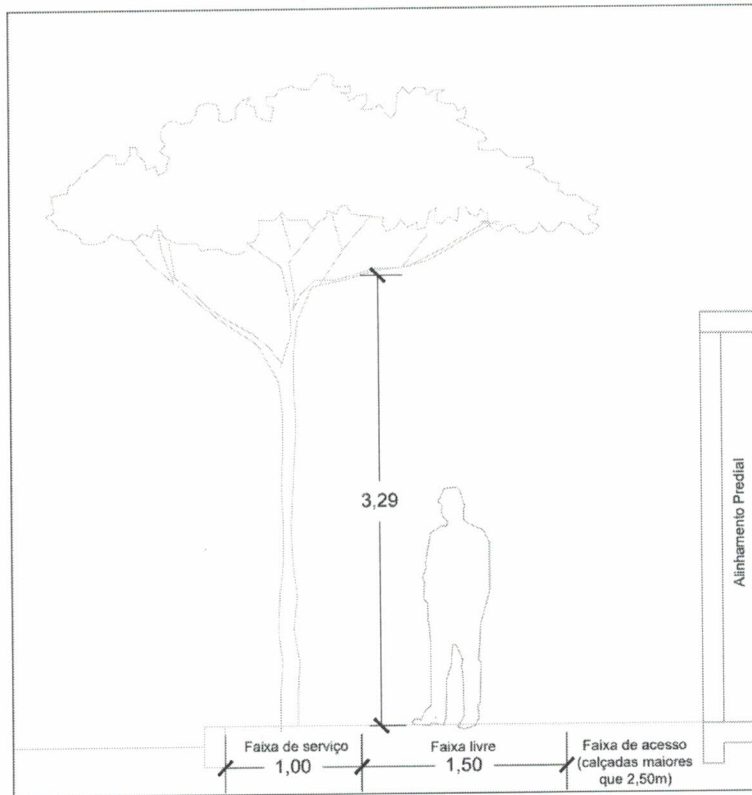 3,29
Alinhamento Predial
Faixa de serviço
1,00
Faixa livre
1,50
Faixa de acesso
(calçadas maiores
que 2,50m)